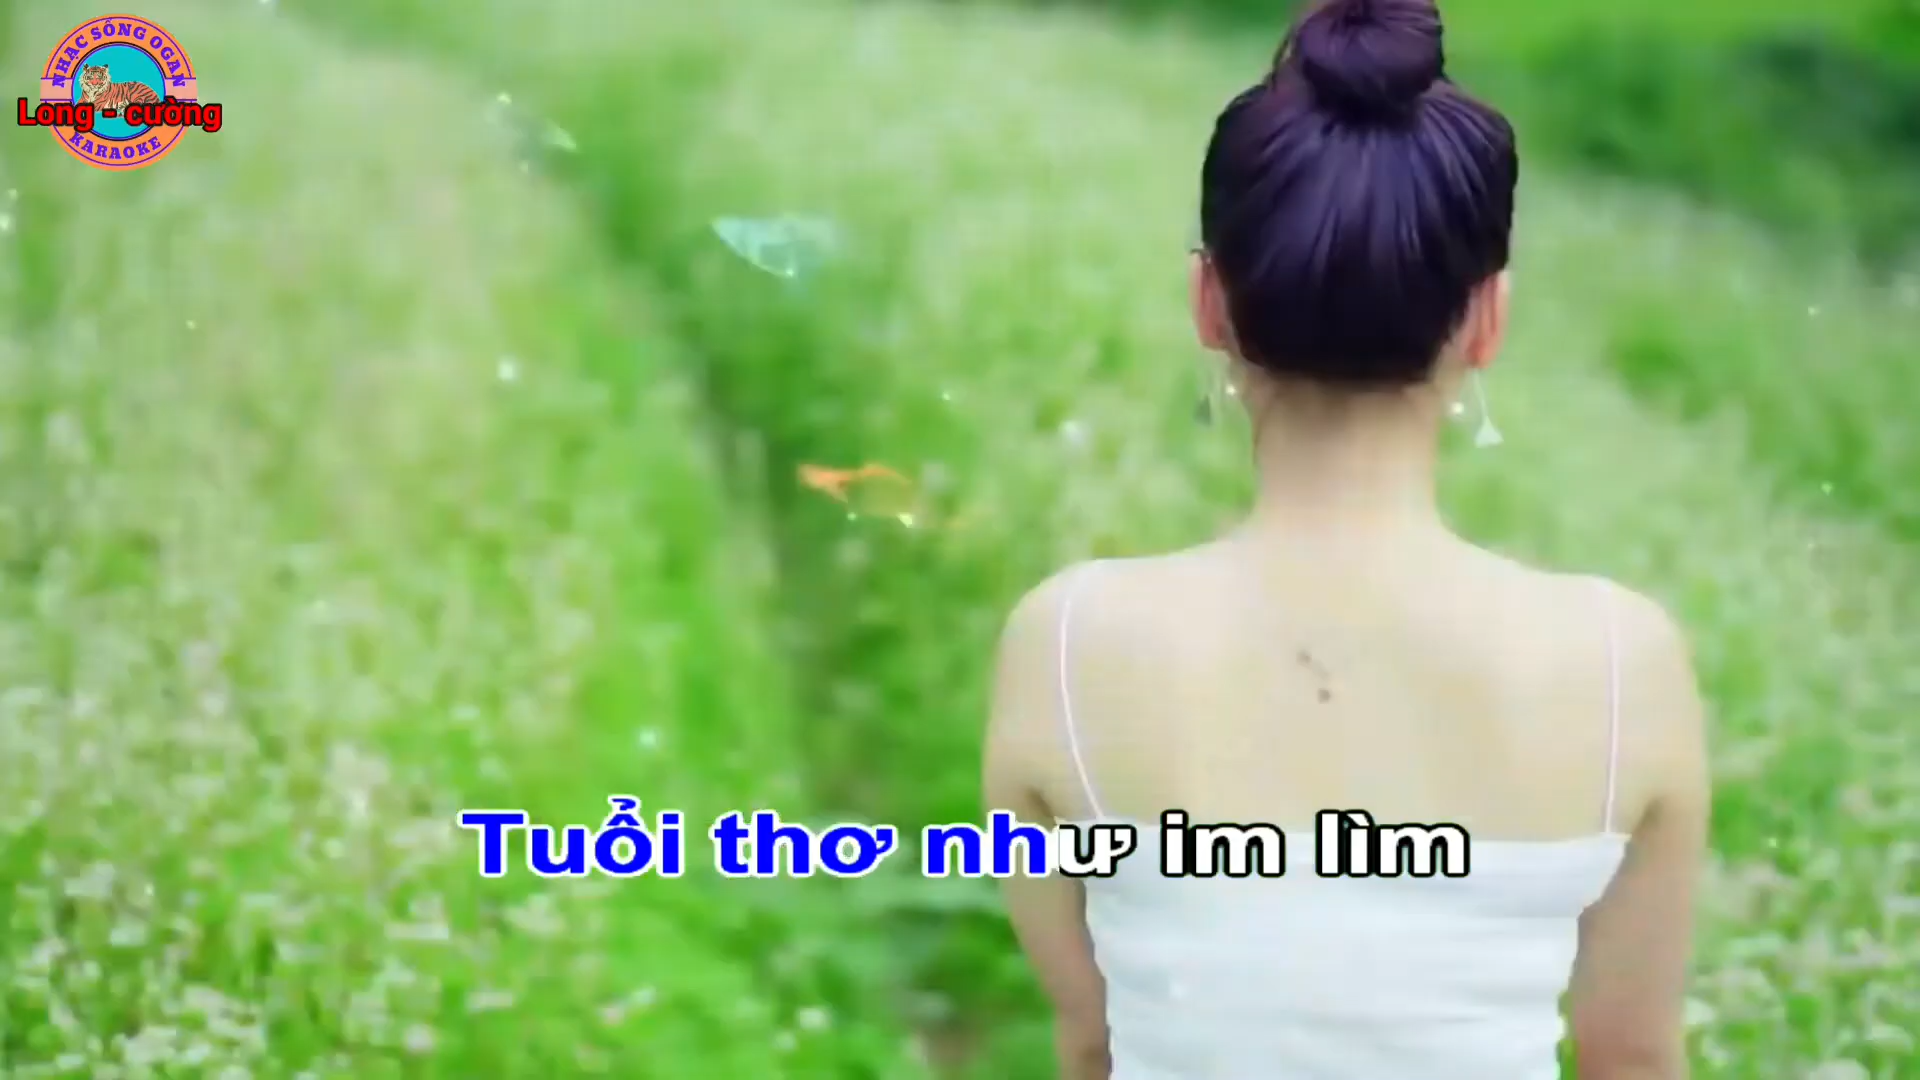 NHẠC SỐNG OGAN
Long - cường
KARAOKE
Tuổi thơ như im lìm